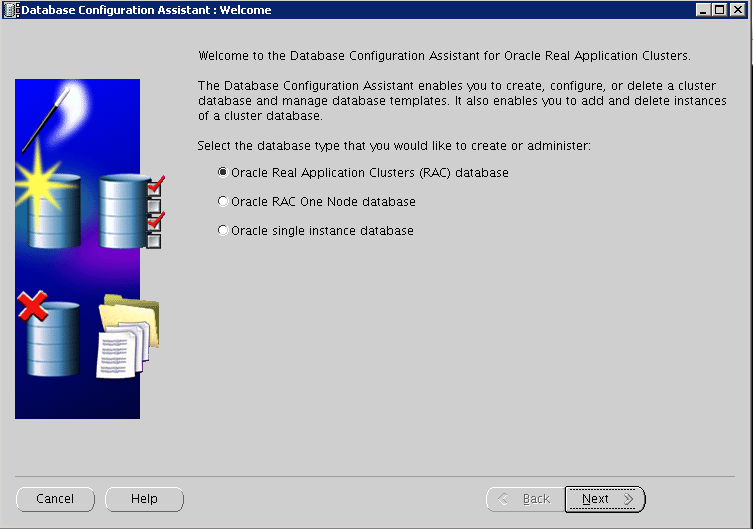 Database Configuration Assistant : Welcome
Welcome to the Database Configuration Assistant for Oracle Real Application Clusters.
The Database Configuration Assistant enables you to create, configure, or delete a cluster
database and manage database templates. It also enables you to add and delete instances
of a cluster database.
Select the database type that you would like to create or administer:
Oracle Real Application Clusters (RAC) database
Oracle RAC One Node database
Oracle single instance database
Cancel Help Back Next